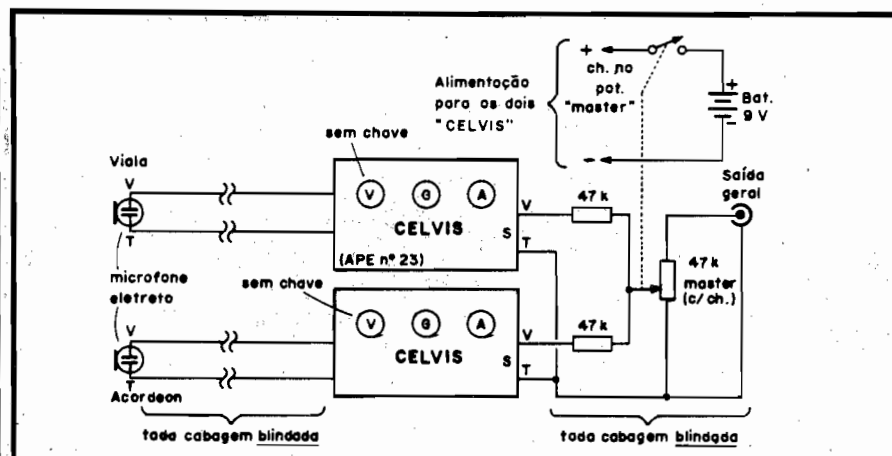 Alimentação
para os dois
"CELVIS"
+
-
ch. no
pot.
"master"
+
-
Bat.
9 V
sem chave
Viola
V
T
V G A
CELVIS
(APE nº 23)
S
V
T
47 k
Saída
geral
47 k
master
(c/ ch.)
microfone
eletreto
sem chave
V
T
Acordeon
V G A
CELVIS
S
V
T
47 k
toda cabagem blindada
toda cabagem blindada